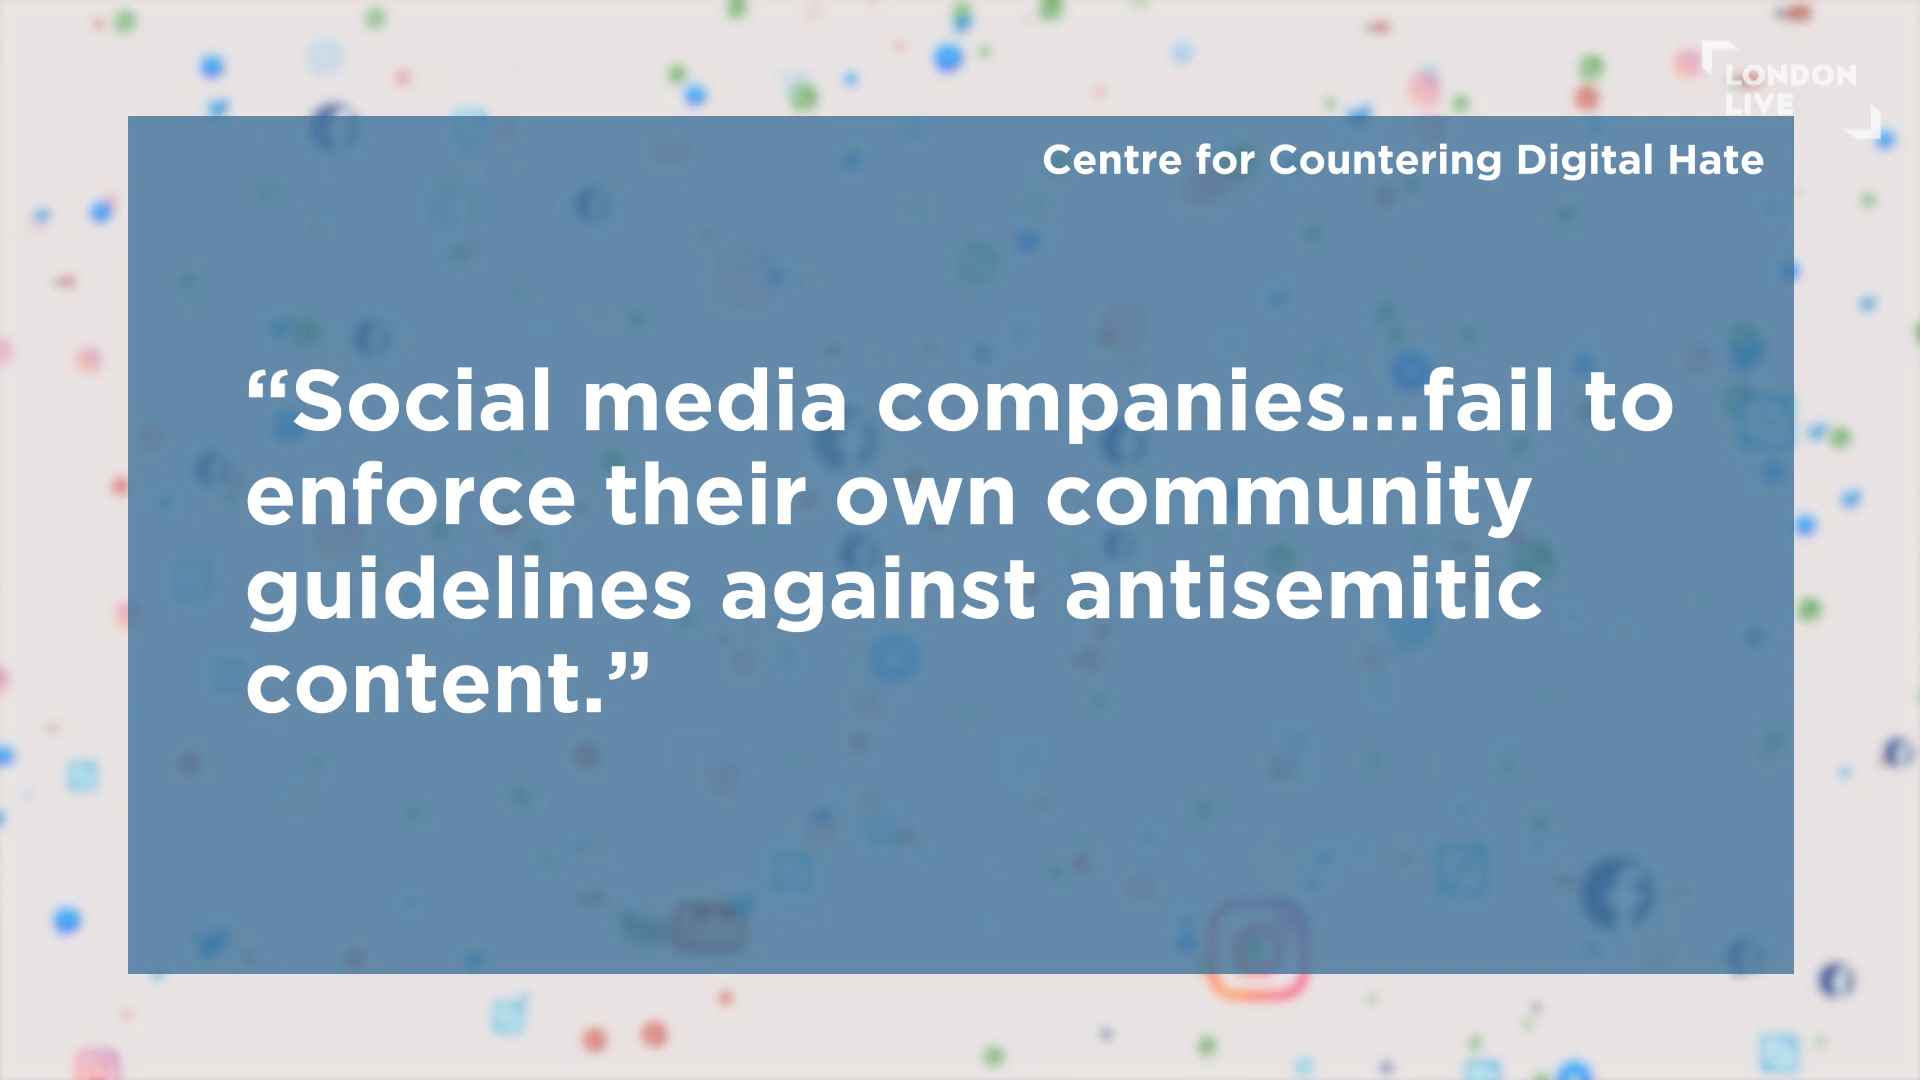 LONDON
LIVE
Centre for Countering Digital Hate
“Social media companies...fail to
enforce their own community
guidelines against antisemitic
content.”